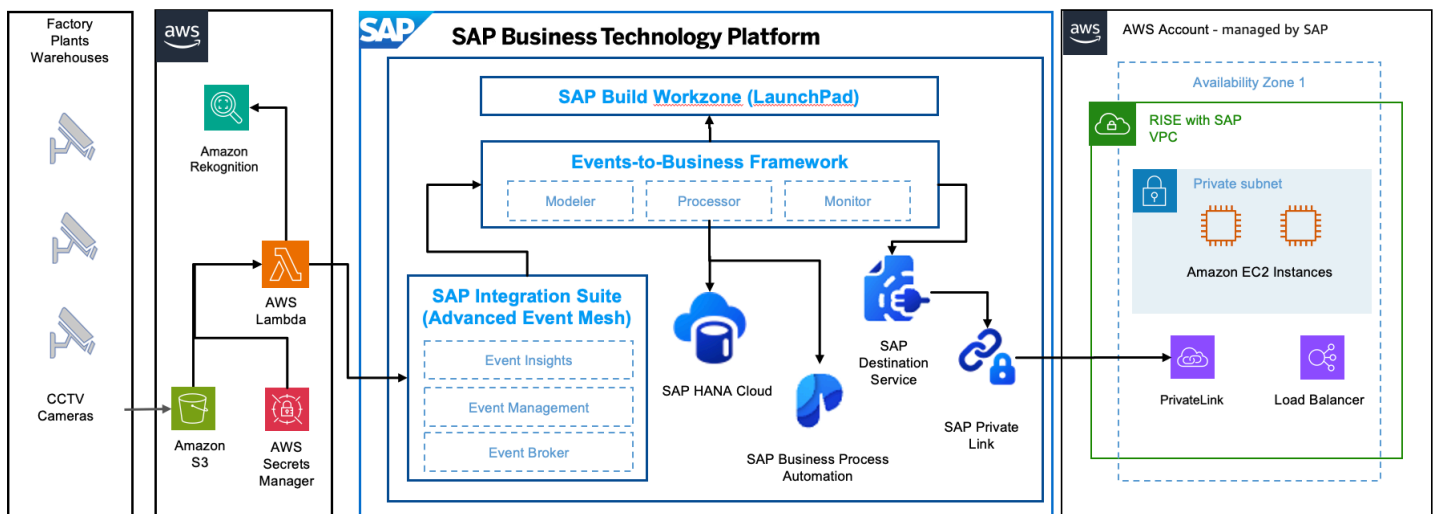 Factory
Plants
Warehouses
CCTV
Cameras
aws
Amazon
Rekognition
AWS
Lambda
Amazon
S3
AWS
Secrets
Manager
SAP
SAP Business Technology Platform
SAP Build Workzone (LaunchPad)
Events-to-Business Framework
Modeler
Processor
Monitor
SAP Integration Suite
(Advanced Event Mesh)
Event Insights
Event Management
Event Broker
SAP HANA Cloud
SAP Business Process
Automation
SAP
Destination
Service
SAP Private
Link
aws
AWS Account - managed by SAP
Availability Zone 1
RISE with SAP
VPC
Private subnet
Amazon EC2 Instances
PrivateLink
Load Balancer